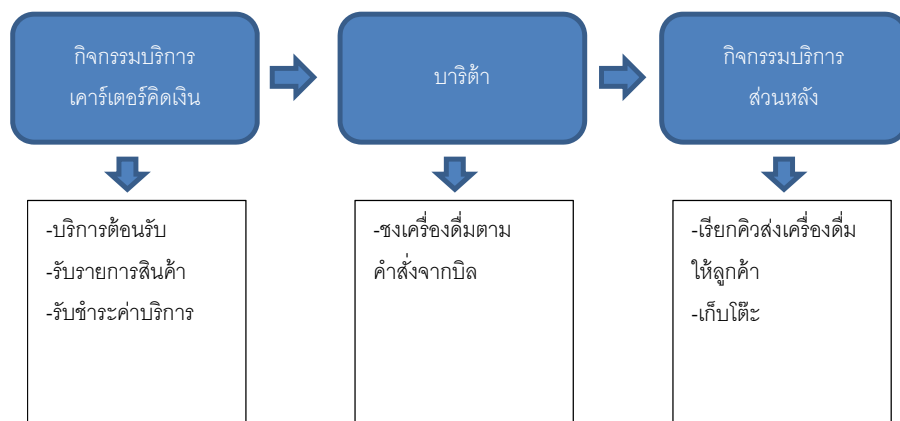 กิจกรรมบริการ
เคาร์เตอร์คิดเงิน
บาริต้า
กิจกรรมบริการ
ส่วนหลัง
-บริการต้อนรับ
-รับรายการสินค้า
-รับชำระค่าบริการ
-ชงเครื่องดื่มตาม
คำสั่งจากบิล
-เรียกคิวส่งเครื่องดื่ม
ให้ลูกค้า
-เก็บโต๊ะ